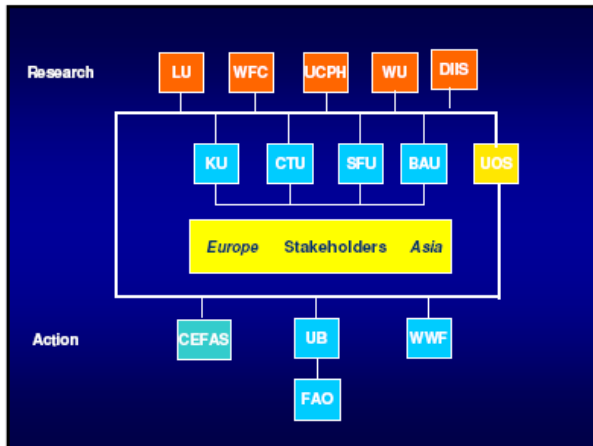 Research LU WFC UCPH WU DIIS
KU CTU SFU BAU UOS
Europe Stakeholders Asia
Action CEFAS UB WWF
FAO